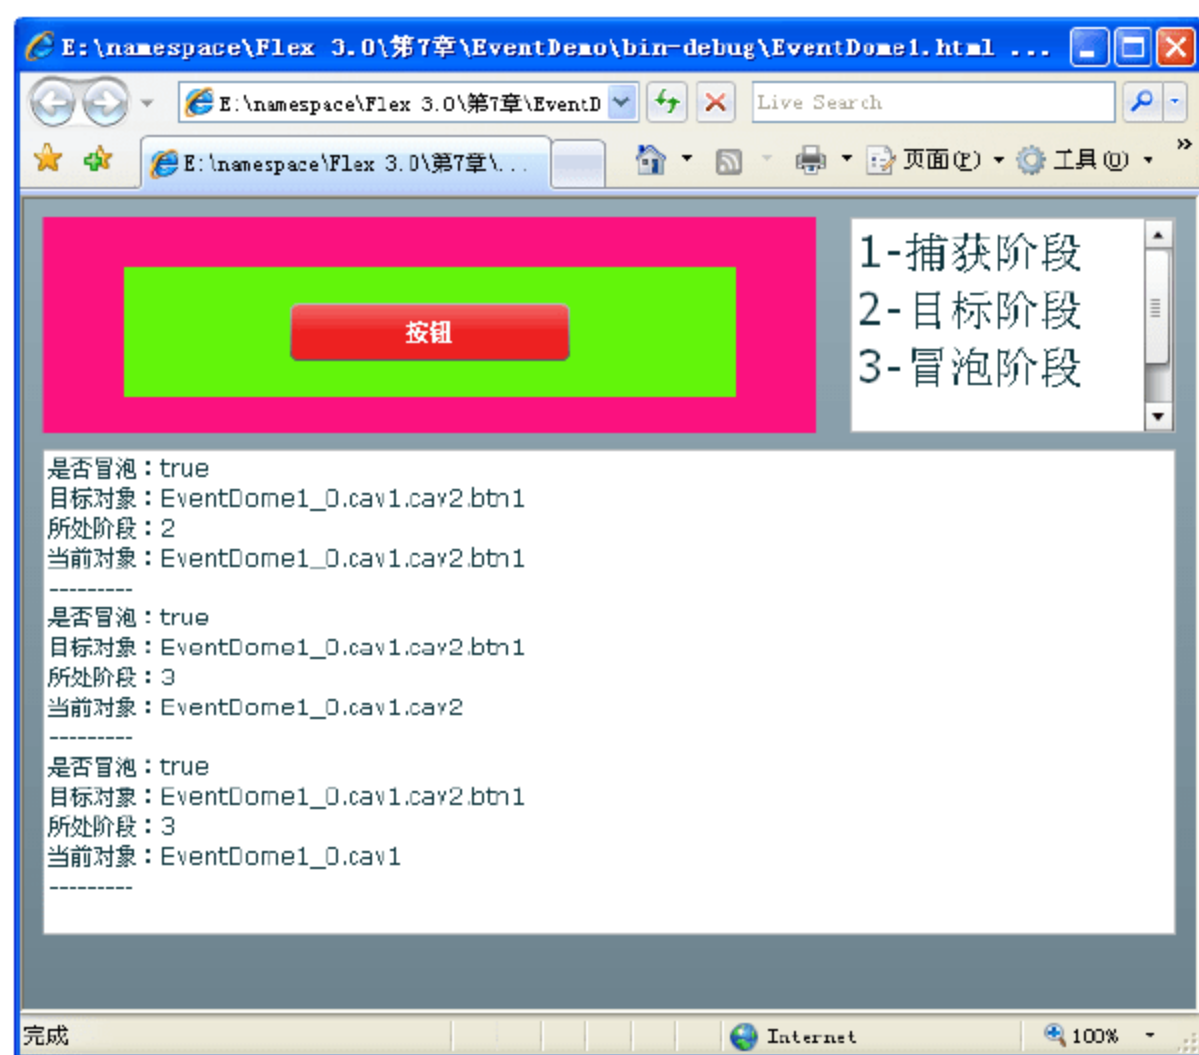 E:\namespace\Flex 3.0\第7章\EventDemo\bin-debug\EventDome1.html ...
E:\namespace\Flex 3.0\第7章\EventD
Live Search
E:\namespace\Flex 3.0\第7章\...
页面(P)
工具(O)
»
按钮
1-捕获阶段
2-目标阶段
3-冒泡阶段
是否冒泡：true
目标对象：EventDome1_0.cav1.cav2.btn1
所处阶段：2
当前对象：EventDome1_0.cav1.cav2.btn1
---------
是否冒泡：true
目标对象：EventDome1_0.cav1.cav2.btn1
所处阶段：3
当前对象：EventDome1_0.cav1.cav2
---------
是否冒泡：true
目标对象：EventDome1_0.cav1.cav2.btn1
所处阶段：3
当前对象：EventDome1_0.cav1
---------
完成
Internet
100%